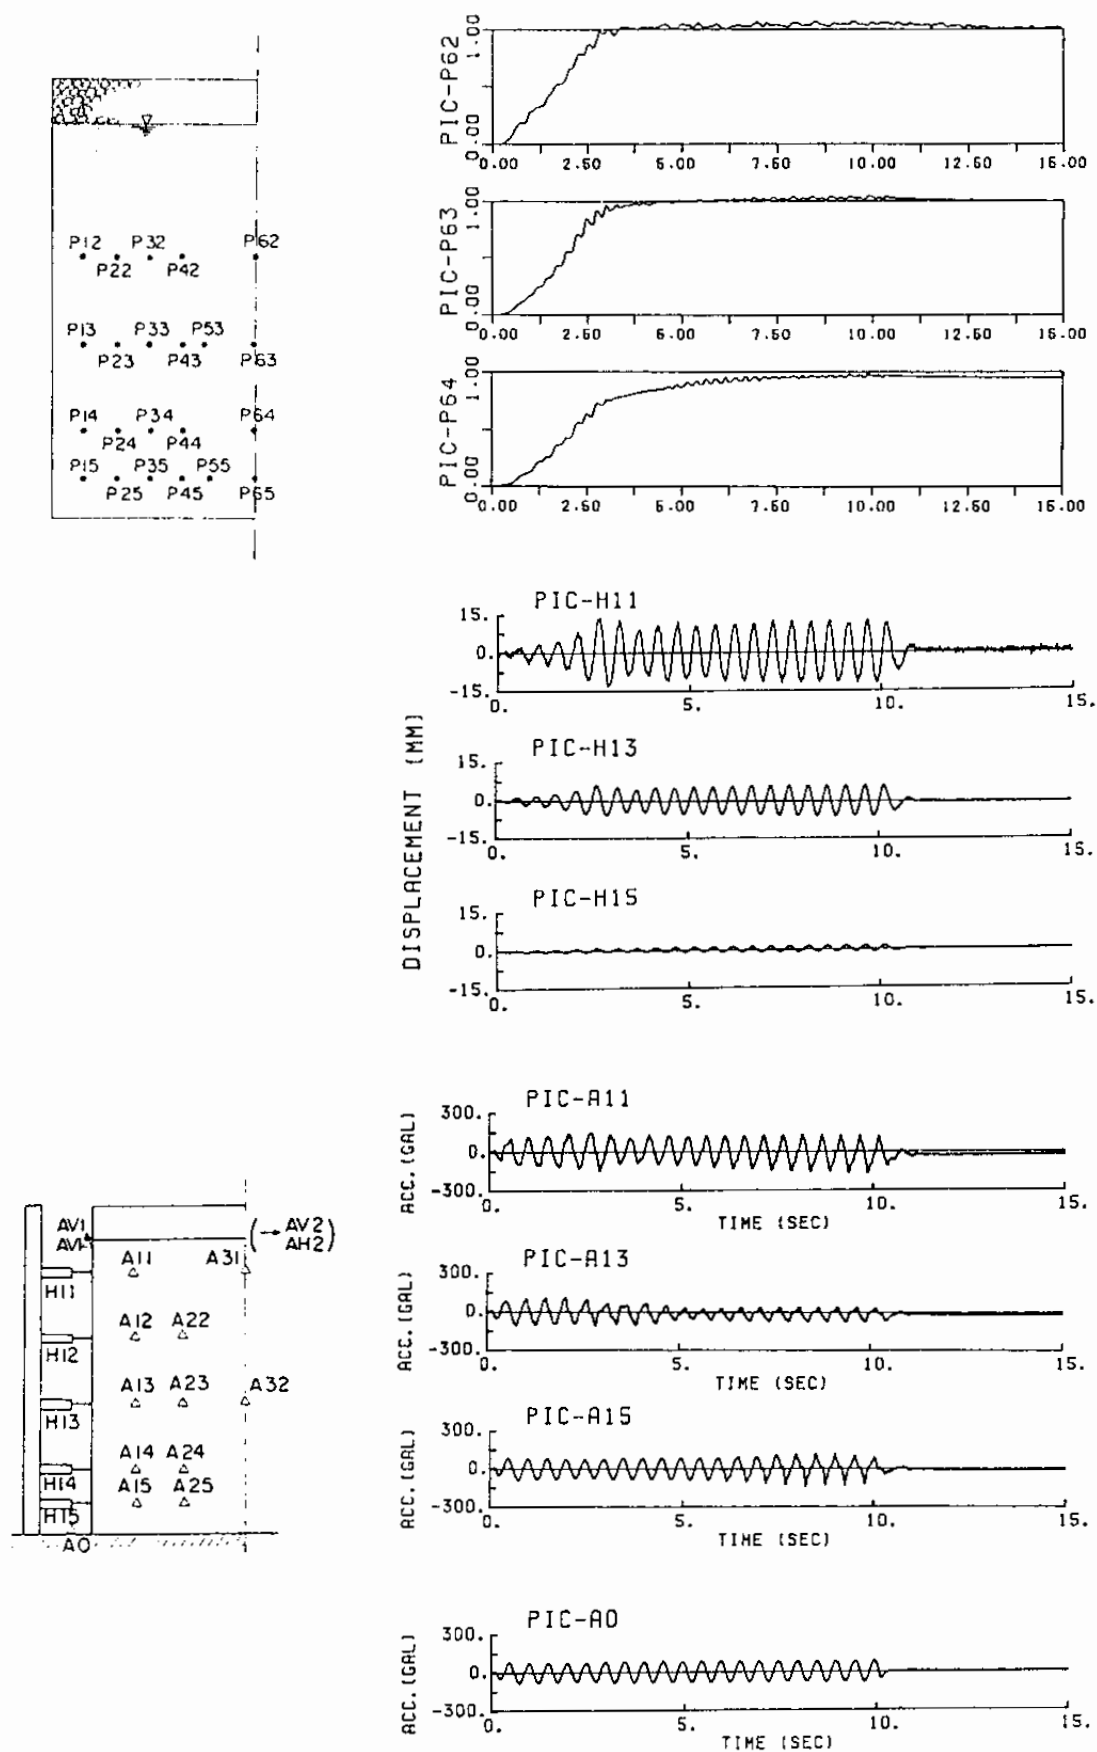 P12 P32 P62
P22 P42
P13 P33 P53
P23 P43 P63
P14 P34 P64
P24 P44
P15 P35 P55
P25 P45 P65
PIC-P62
1.00
0.00
0.00 2.50 5.00 7.50 10.00 12.50 15.00
PIC-P63
1.00
0.00
0.00 2.50 5.00 7.50 10.00 12.50 15.00
PIC-P64
1.00
0.00
0.00 2.50 5.00 7.50 10.00 12.50 15.00
DISPLACEMENT (MM)
PIC-H11
15.
0.
-15.
0. 5. 10. 15.
PIC-H13
15.
0.
-15.
0. 5. 10. 15.
PIC-H15
15.
0.
-15.
0. 5. 10. 15.
AV1 (→ AV2
AH2)
A11 A31
H11
A12 A22
H12
A13 A23 A32
H13
A14 A24
H14
A15 A25
H15
A0
PIC-A11
ACC.(GAL)
300.
0.
-300.
0. 5. 10. 15.
TIME (SEC)
PIC-A13
ACC.(GAL)
300.
0.
-300.
0. 5. 10. 15.
TIME (SEC)
PIC-A15
ACC.(GAL)
300.
0.
-300.
0. 5. 10. 15.
TIME (SEC)
PIC-A0
ACC.(GAL)
300.
0.
-300.
0. 5. 10. 15.
TIME (SEC)